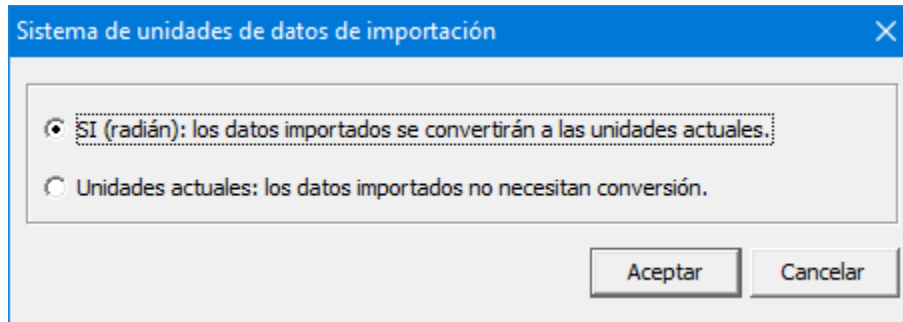 Sistema de unidades de datos de importación
SI (radián): los datos importados se convertirán a las unidades actuales.
Unidades actuales: los datos importados no necesitan conversión.
Aceptar Cancelar